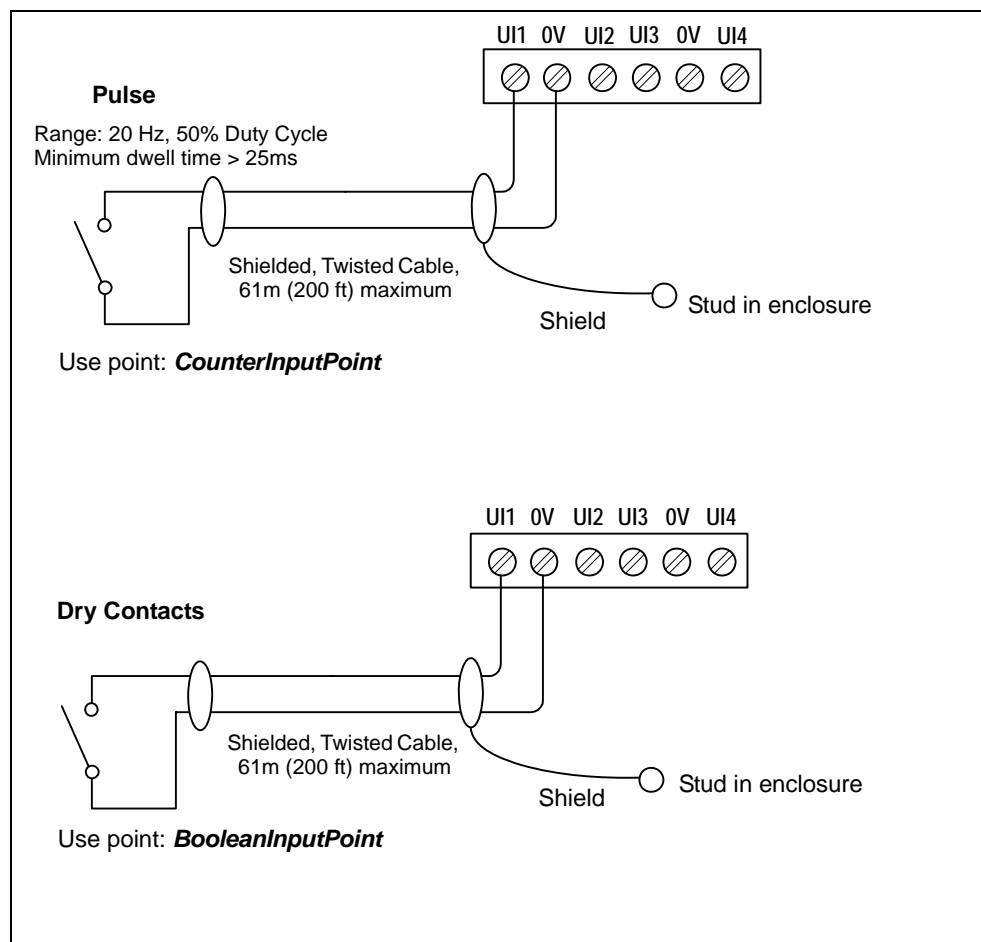 UI1 0V UI2 UI3 0V UI4
Pulse
Range: 20 Hz, 50% Duty Cycle
Minimum dwell time > 25ms
Shielded, Twisted Cable,
61m (200 ft) maximum
Shield
Stud in enclosure
Use point: CounterInputPoint
UI1 0V UI2 UI3 0V UI4
Dry Contacts
Shielded, Twisted Cable,
61m (200 ft) maximum
Shield
Stud in enclosure
Use point: BooleanInputPoint